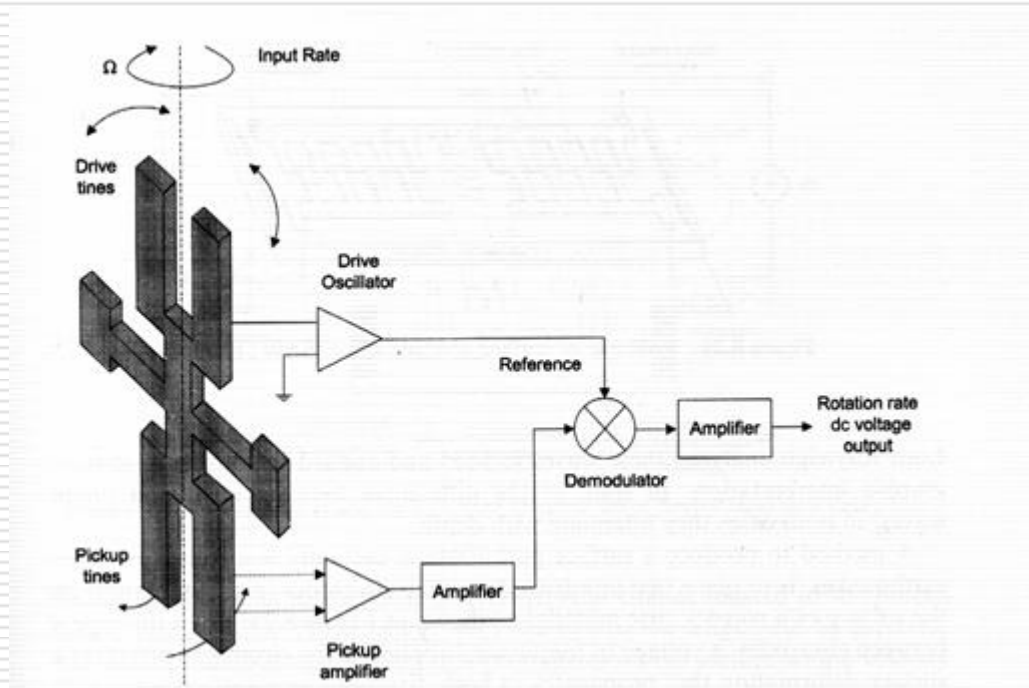 Ω
Input Rate
Drive
tines
Drive
Oscillator
Reference
Rotation rate
dc voltage
output
Amplifier
Demodulator
Pickup
tines
Amplifier
Pickup
amplifier